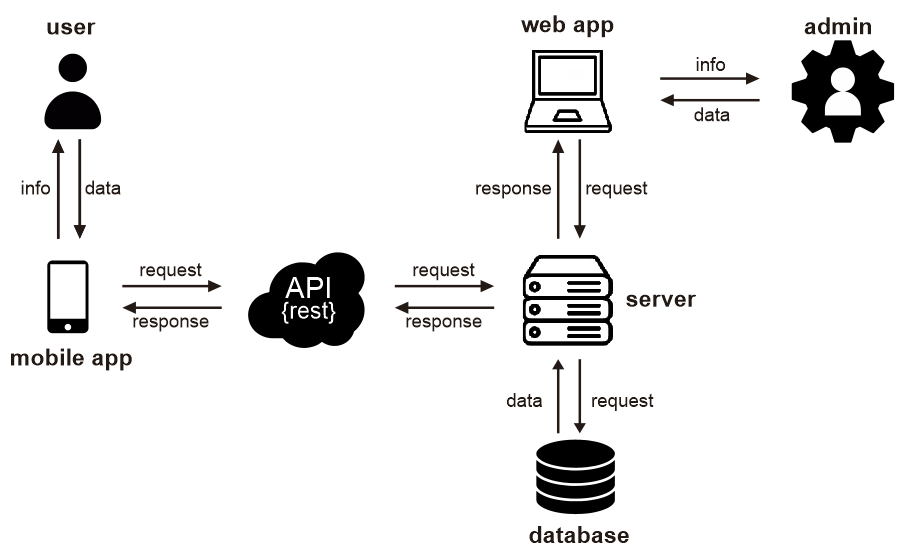 user
web app
admin
info
data
info
data
response
request
request
response
API
{rest}
request
response
server
mobile app
data
request
database